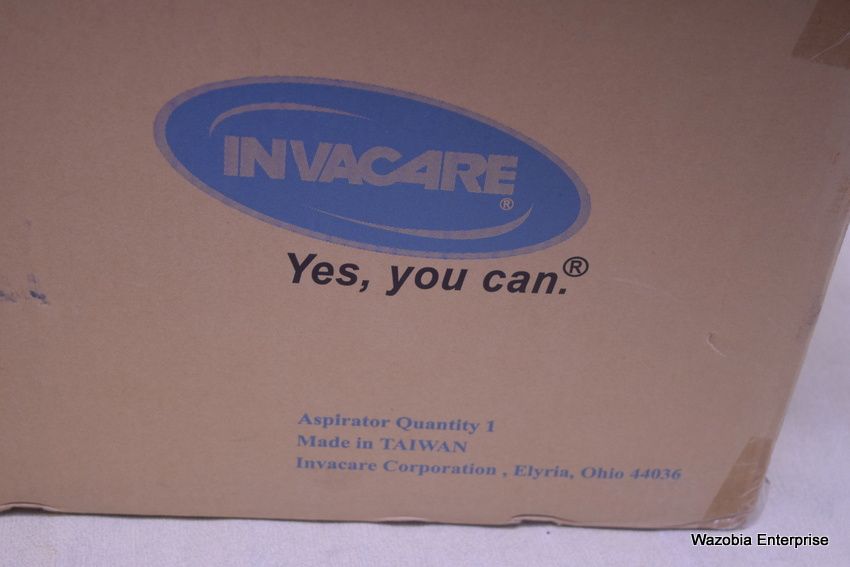 INVACARE®
Yes, you can.®
Aspirator Quantity 1
Made in TAIWAN
Invacare Corporation , Elyria, Ohio 44036
Wazobia Enterprise